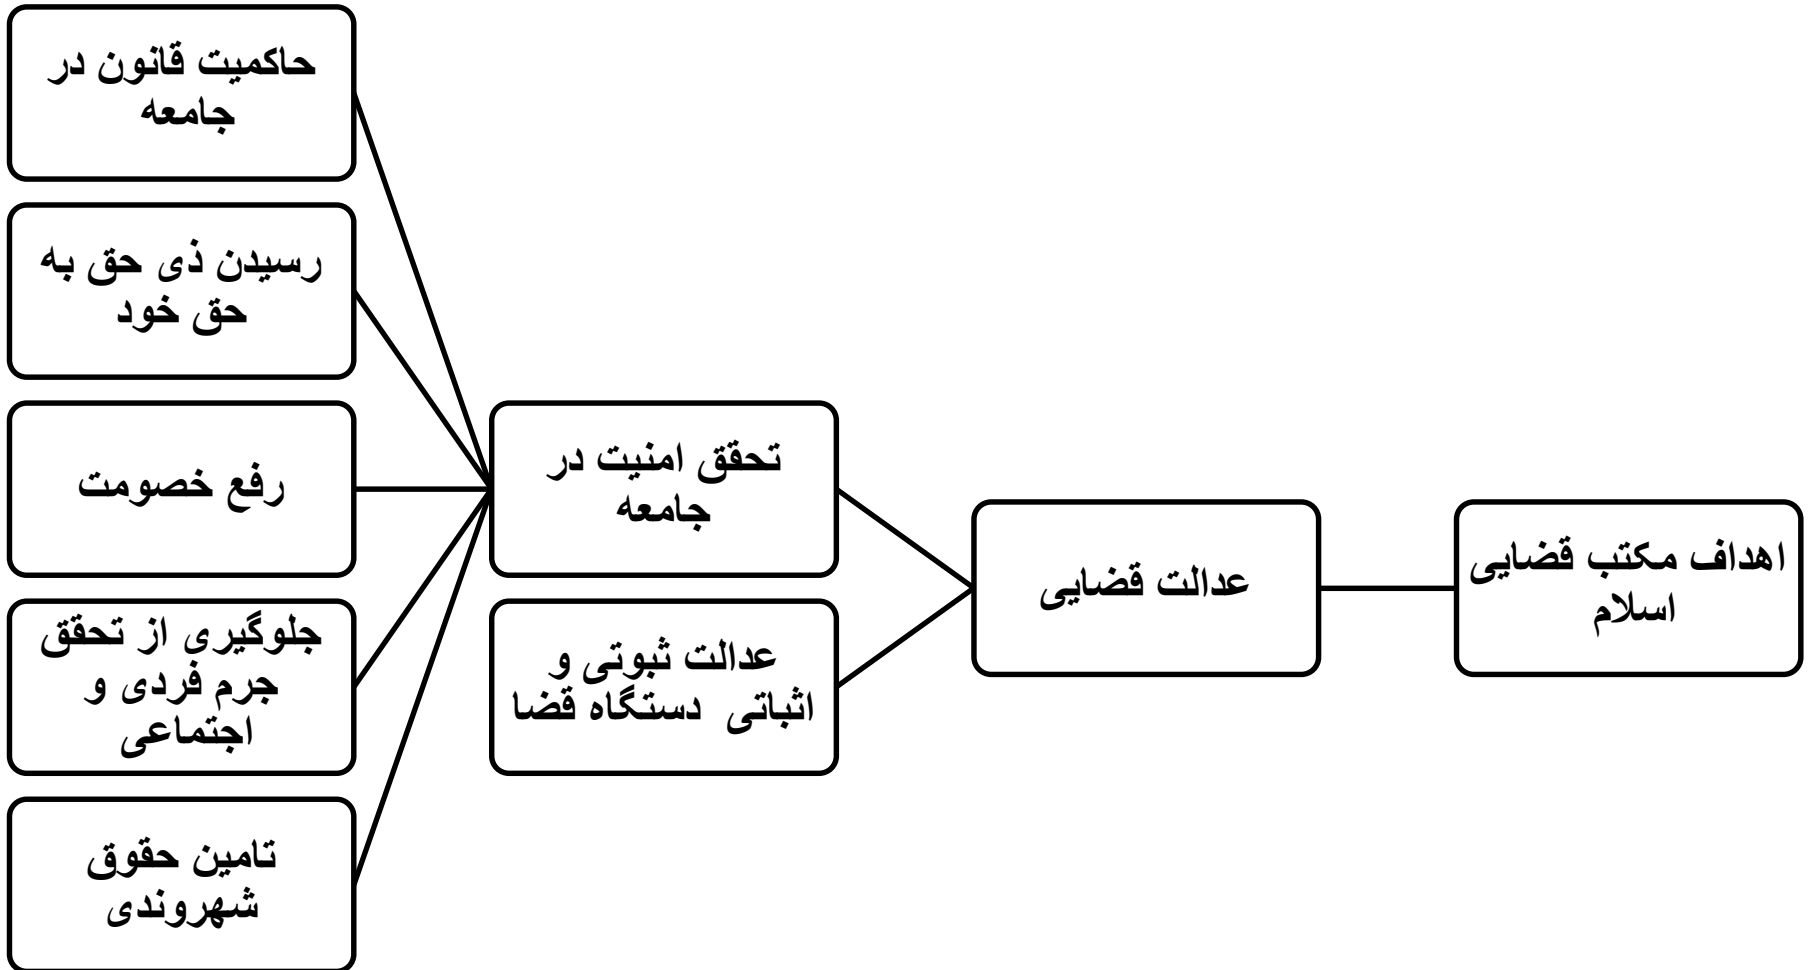 اهداف مکتب قضایی
اسلام
عدالت قضایی
تحقق امنیت در
جامعه
حاکمیت قانون در
جامعه
رسیدن ذی حق به
حق خود
رفع خصومت
جلوگیری از تحقق
جرم فردی و
اجتماعی
تامین حقوق
شهروندی
عدالت ثبوتی و
اثباتی دستگاه قضا